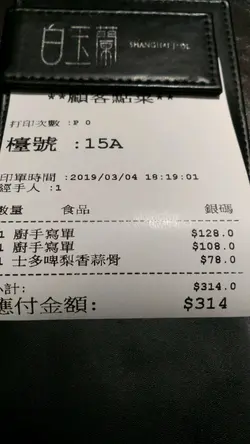 白玉蘭
SHANGHAI
**顧客點菜**
打印次數 :P 0
檯號 :15A
印單時間 :2019/03/04 18:19:01
經手人 :1
數量 食品 銀碼
1 廚手寫單 $128.0
1 廚手寫單 $108.0
1 士多啤梨香蒜骨 $78.0
小計: $314.0
應付金額: $314